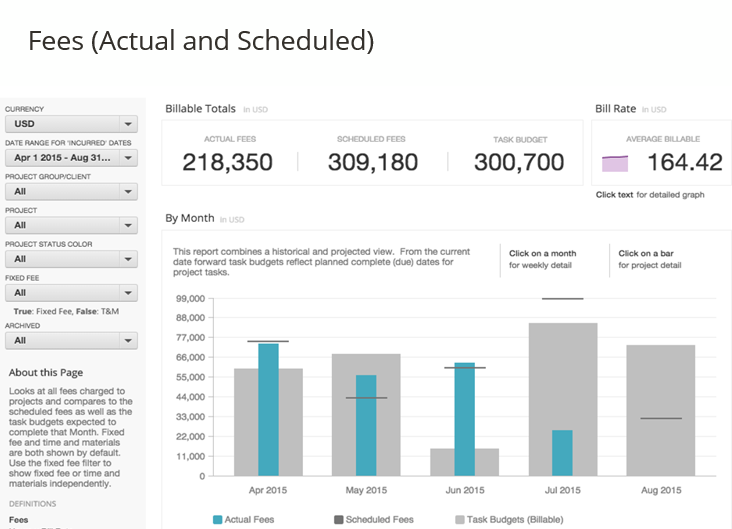 Fees (Actual and Scheduled)
CURRENCY
USD
DATE RANGE FOR 'INCURRED' DATES
Apr 1 2015 - Aug 31...
PROJECT GROUP/CLIENT
All
PROJECT
All
PROJECT STATUS COLOR
All
FIXED FEE
All
True: Fixed Fee, False: T&M
ARCHIVED
All
About this Page
Looks at all fees charged to
projects and compares to the
scheduled fees as well as the
task budgets expected to
complete that Month. Fixed
fee and time and materials
are both shown by default.
Use the fixed fee filter to
show fixed fee or time and
materials independently.
DEFINITIONS
Fees
Billable Totals In USD
ACTUAL FEES
218,350
SCHEDULED FEES
309,180
TASK BUDGET
300,700
Bill Rate In USD
AVERAGE BILLABLE
164.42
Click text for detailed graph
By Month In USD
This report combines a historical and projected view. From the current
date forward task budgets reflect planned complete (due) dates for
project tasks.
Click on a month
for weekly detail
Click on a bar
for project detail
99,000
88,000
77,000
66,000
55,000
44,000
33,000
22,000
11,000
0
Apr 2015
May 2015
Jun 2015
Jul 2015
Aug 2015
Actual Fees
Scheduled Fees
Task Budgets (Billable)